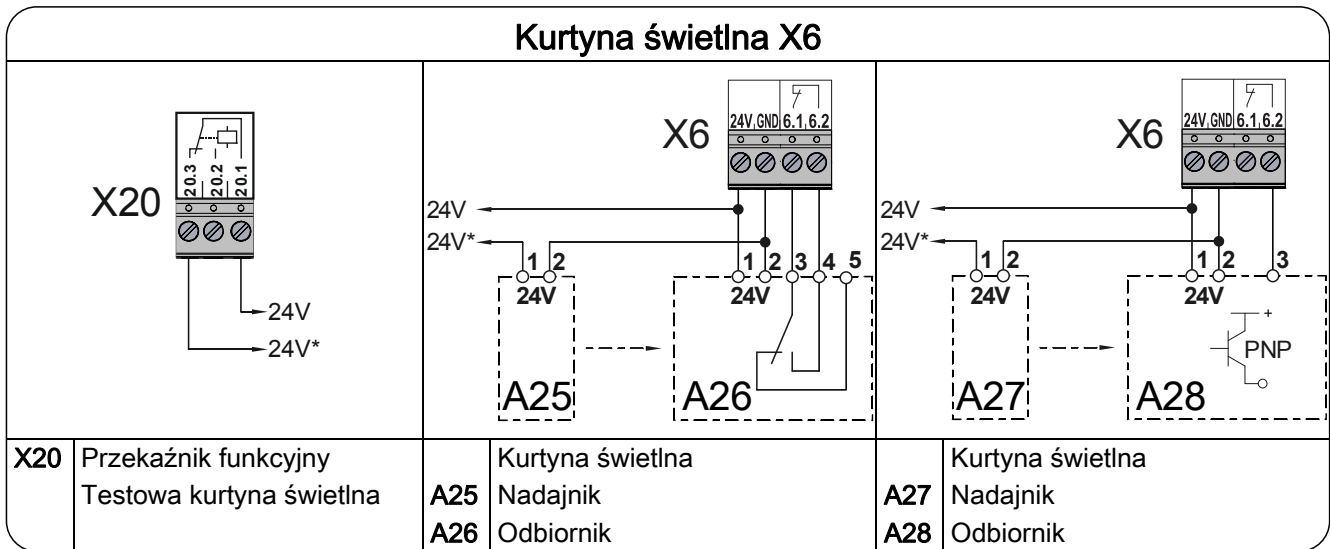 Kurtyna świetlna X6
X20
20.3 20.2 20.1
24V
24V*
X6
24V GND 6.1 6.2
24V
24V*
1 2
24V
1 2 3 4 5
24V
A25
A26
X6
24V GND 6.1 6.2
24V
24V*
1 2
24V
1 2 3
24V
+
PNP
A27
A28
X20 Przekaźnik funkcyjny
Testowa kurtyna świetlna
Kurtyna świetlna
A25 Nadajnik
A26 Odbiornik
Kurtyna świetlna
A27 Nadajnik
A28 Odbiornik